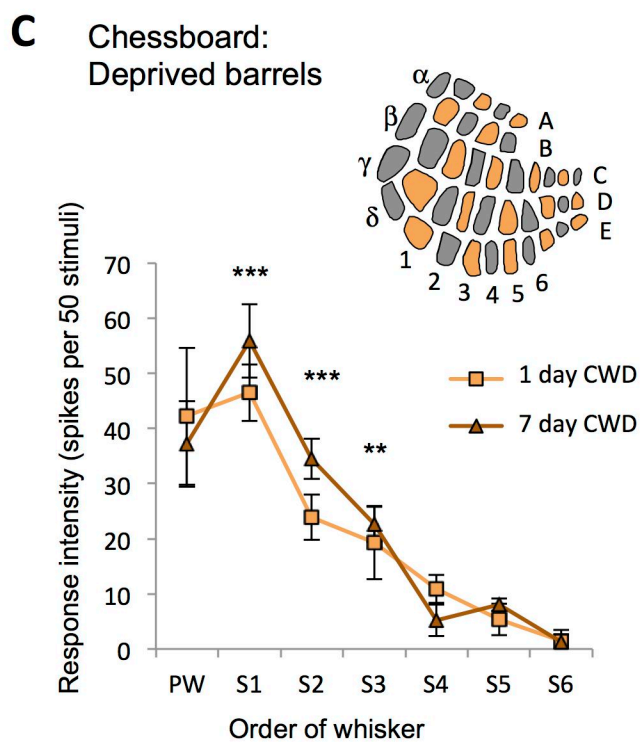 C
Chessboard:
Deprived barrels
α
β
γ
δ
A
B
C
D
E
1
2
3
4
5
6
Response intensity (spikes per 50 stimuli)
70
60
50
40
30
20
10
0
***
***
**
1 day CWD
7 day CWD
PW S1 S2 S3 S4 S5 S6
Order of whisker